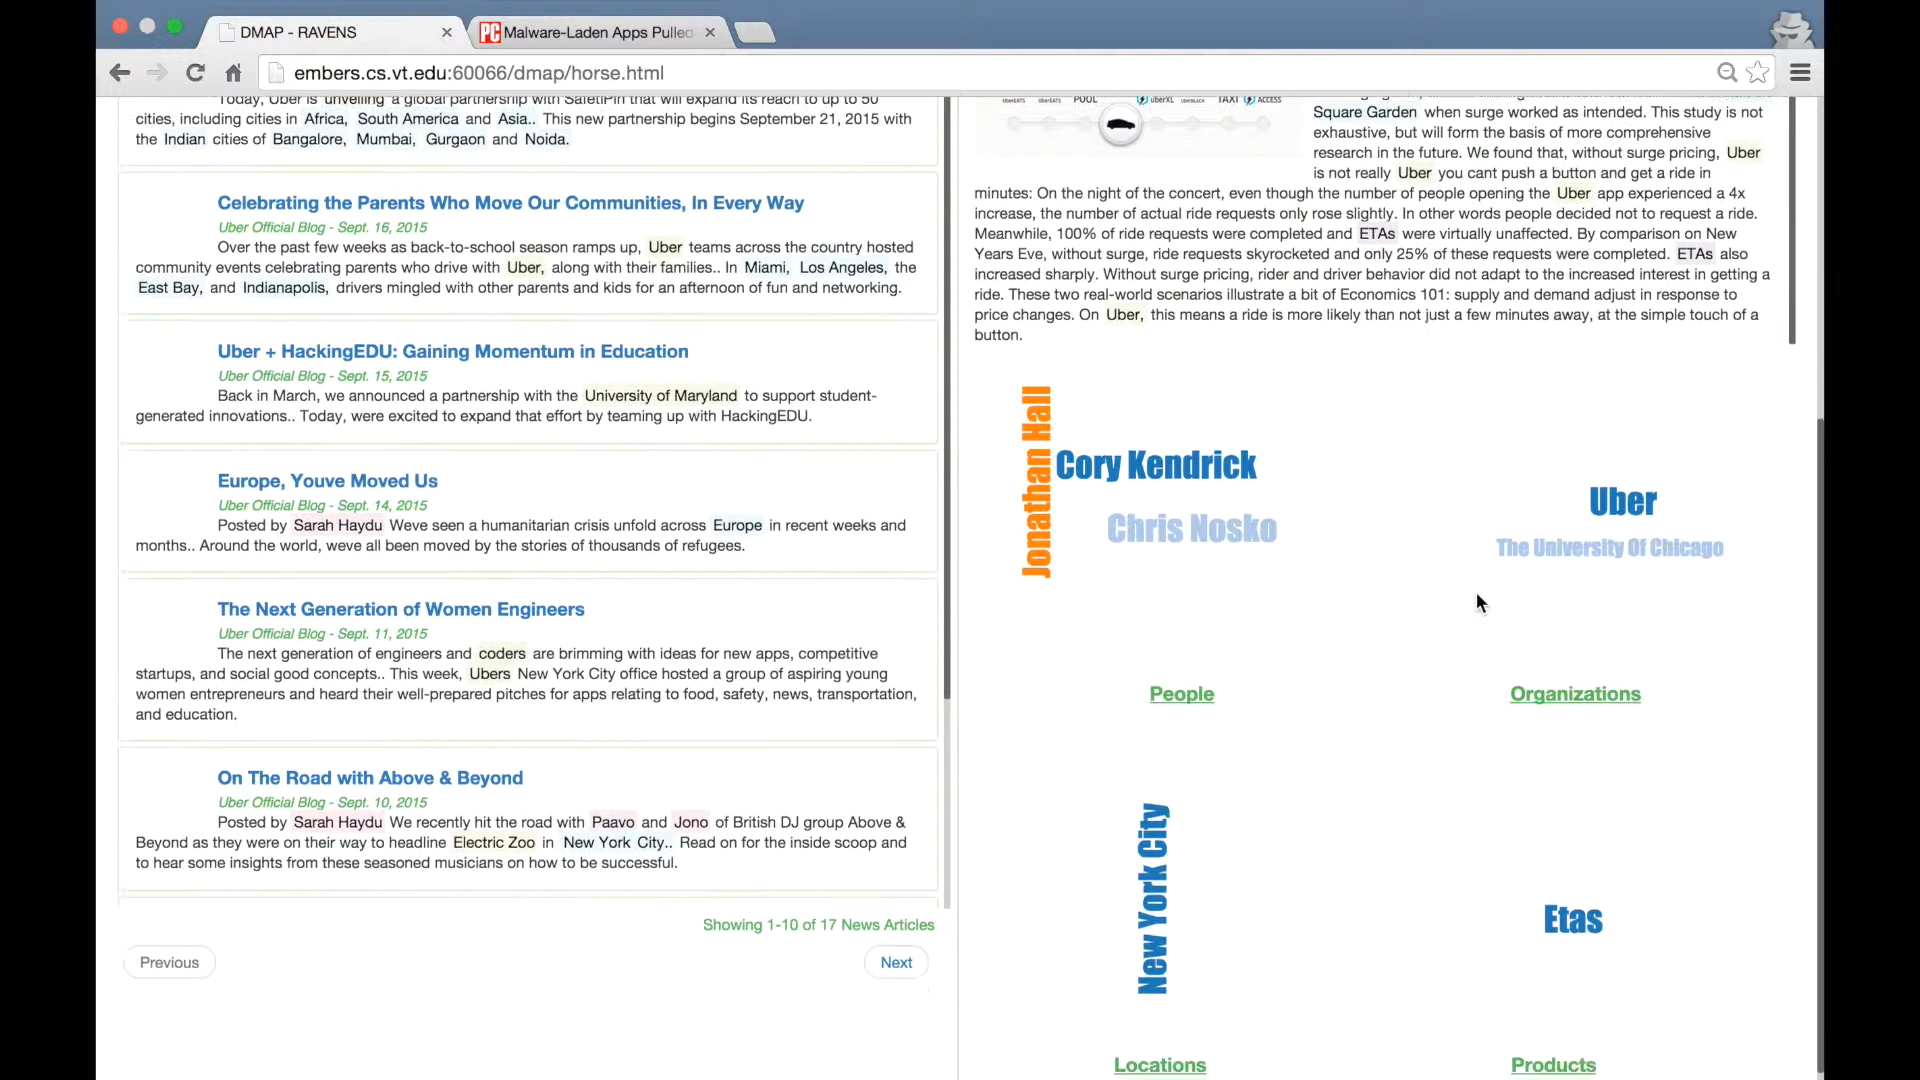 DMAP - RAVENS
PC Malware-Laden Apps Pulled
embers.cs.vt.edu:60066/dmap/horse.html
Today, Uber is unveiling a global partnership with SafetiPin that will expand its reach to up to 50
cities, including cities in Africa, South America and Asia.. This new partnership begins September 21, 2015 with
the Indian cities of Bangalore, Mumbai, Gurgaon and Noida.
Celebrating the Parents Who Move Our Communities, In Every Way
Uber Official Blog - Sept. 16, 2015
Over the past few weeks as back-to-school season ramps up, Uber teams across the country hosted
community events celebrating parents who drive with Uber, along with their families.. In Miami, Los Angeles, the
East Bay, and Indianapolis, drivers mingled with other parents and kids for an afternoon of fun and networking.
Uber + HackingEDU: Gaining Momentum in Education
Uber Official Blog - Sept. 15, 2015
Back in March, we announced a partnership with the University of Maryland to support student-
generated innovations.. Today, were excited to expand that effort by teaming up with HackingEDU.
Europe, Youve Moved Us
Uber Official Blog - Sept. 14, 2015
Posted by Sarah Haydu Weve seen a humanitarian crisis unfold across Europe in recent weeks and
months.. Around the world, weve all been moved by the stories of thousands of refugees.
The Next Generation of Women Engineers
Uber Official Blog - Sept. 11, 2015
The next generation of engineers and coders are brimming with ideas for new apps, competitive
startups, and social good concepts.. This week, Ubers New York City office hosted a group of aspiring young
women entrepreneurs and heard their well-prepared pitches for apps relating to food, safety, news, transportation,
and education.
On The Road with Above & Beyond
Uber Official Blog - Sept. 10, 2015
Posted by Sarah Haydu We recently hit the road with Paavo and Jono of British DJ group Above &
Beyond as they were on their way to headline Electric Zoo in New York City.. Read on for the inside scoop and
to hear some insights from these seasoned musicians on how to be successful.
Showing 1-10 of 17 News Articles
Previous
Next
uberEATS uberEATS POOL uberXL UberBLACK TAXI ACCESS
Square Garden when surge worked as intended. This study is not
exhaustive, but will form the basis of more comprehensive
research in the future. We found that, without surge pricing, Uber
is not really Uber you cant push a button and get a ride in
minutes: On the night of the concert, even though the number of people opening the Uber app experienced a 4x
increase, the number of actual ride requests only rose slightly. In other words people decided not to request a ride.
Meanwhile, 100% of ride requests were completed and ETAs were virtually unaffected. By comparison on New
Years Eve, without surge, ride requests skyrocketed and only 25% of these requests were completed. ETAs also
increased sharply. Without surge pricing, rider and driver behavior did not adapt to the increased interest in getting a
ride. These two real-world scenarios illustrate a bit of Economics 101: supply and demand adjust in response to
price changes. On Uber, this means a ride is more likely than not just a few minutes away, at the simple touch of a
button.
Jonathan Hall
Cory Kendrick
Chris Nosko
Uber
The University Of Chicago
People
Organizations
New York City
Etas
Locations
Products